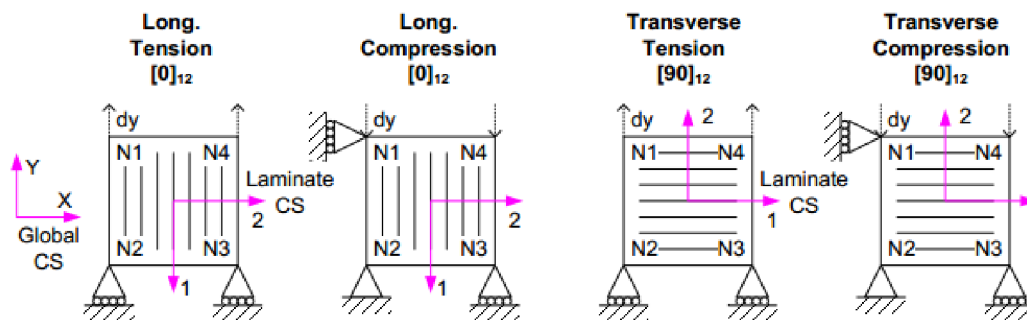 Long.
Tension
[0]₁₂
Long.
Compression
[0]₁₂
Transverse
Tension
[90]₁₂
Transverse
Compression
[90]₁₂
Y
X
Global
CS
dy
N1 N4
N2 N3
Laminate
CS
2
1
dy
N1 N4
N2 N3
2
1
dy
2
N1 N4
N2 N3
Laminate
CS
1
dy
2
N1 N4
N2 N3